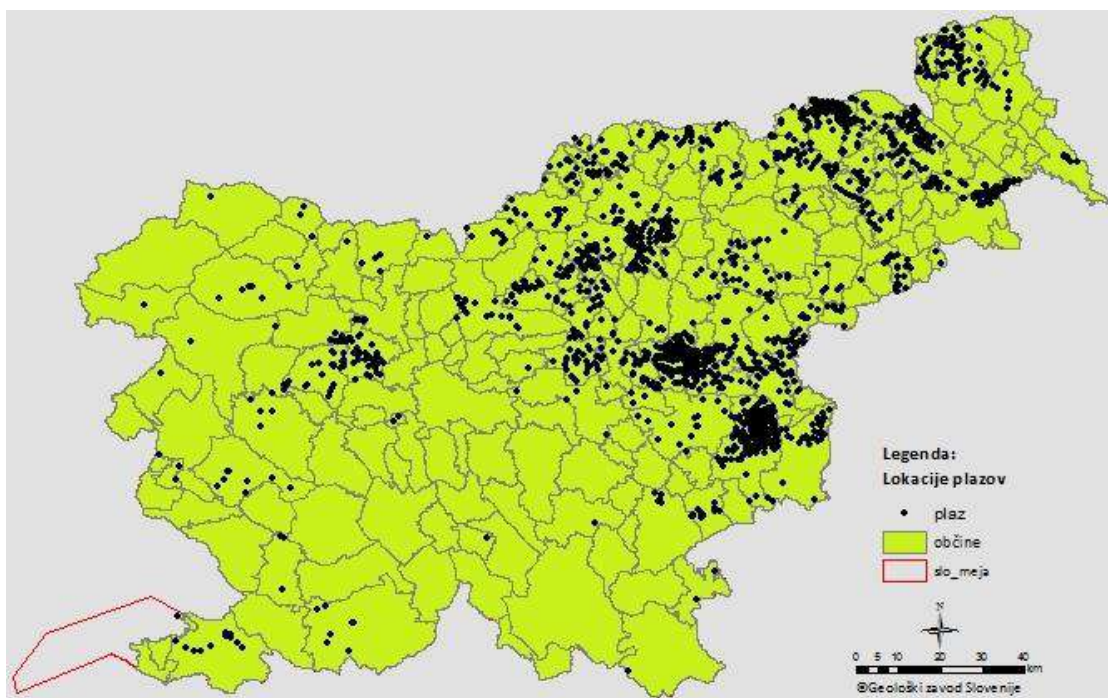 Legenda:
Lokacije plazov
plaz
občine
slo_meja
N
0 5 10 20 30 40
km
©Geološki zavod Slovenije